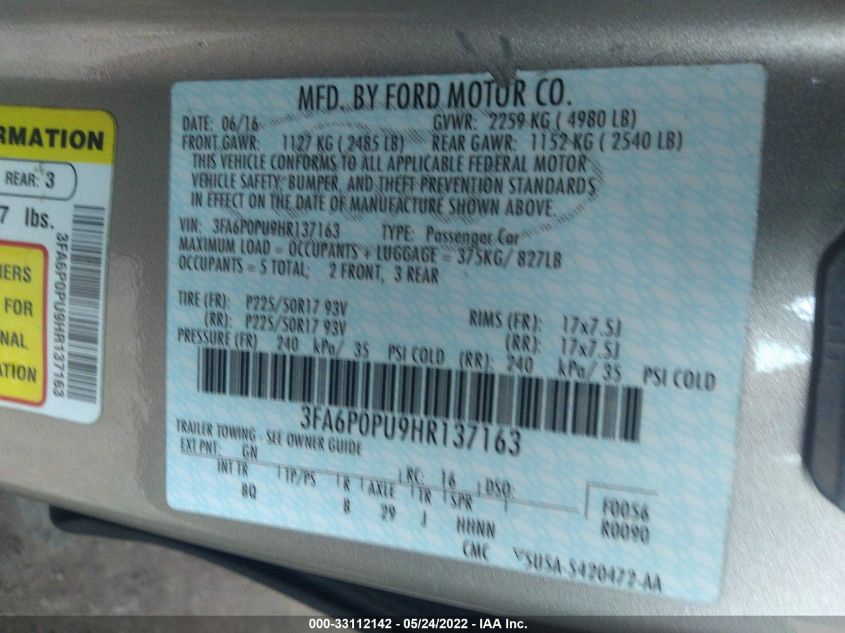 RMATION
REAR: 3
7 lbs.
3FA6P0PU9HR137163
IERS
FOR
NAL
ATION
MFD. BY FORD MOTOR CO.
DATE: 06/16 GVWR: 2259 KG ( 4980 LB)
FRONT GAWR: 1127 KG ( 2485 LB) REAR GAWR: 1152 KG ( 2540 LB)
THIS VEHICLE CONFORMS TO ALL APPLICABLE FEDERAL MOTOR
VEHICLE SAFETY, BUMPER, AND THEFT PREVENTION STANDARDS
IN EFFECT ON THE DATE OF MANUFACTURE SHOWN ABOVE.
VIN: 3FA6P0PU9HR137163 TYPE: Passenger Car
MAXIMUM LOAD = OCCUPANTS + LUGGAGE = 375KG/ 827LB
OCCUPANTS = 5 TOTAL; 2 FRONT, 3 REAR
TIRE (FR): P225/50R17 93V RIMS (FR): 17x7.5J
(RR): P225/50R17 93V (RR): 17x7.5J
PRESSURE (FR) 240 kPa/ 35 PSI COLD (RR): 240 kPa/ 35 PSI COLD
3FA6P0PU9HR137163
TRAILER TOWING - SEE OWNER GUIDE
EXT PNT: GN RC: 16 DSO:
INT TR TP/PS R AXLE TR SPR F0056
BQ B 29 J HHNN R0090
CMC SUSA-S420472-AA
000-33112142 - 05/24/2022 - IAA Inc.